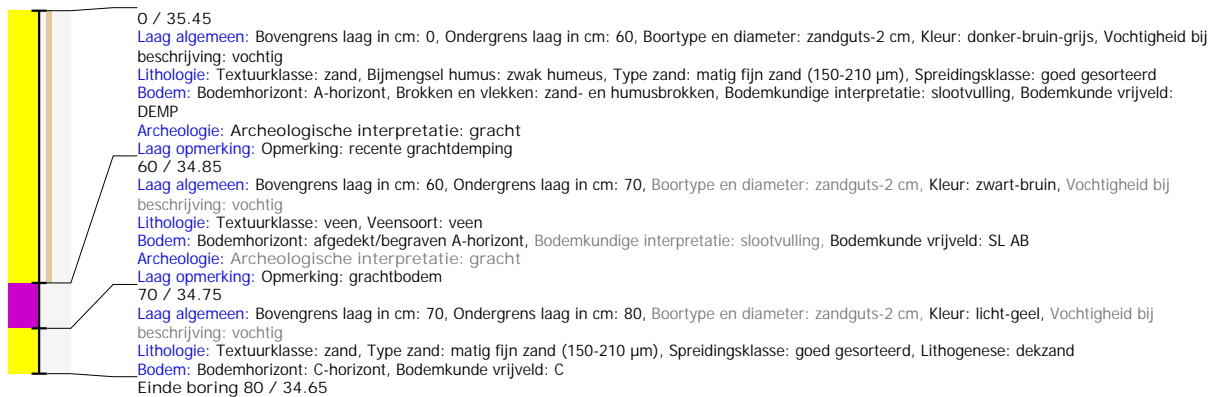 0 / 35.45
Laag algemeen: Bovengrens laag in cm: 0, Ondergrens laag in cm: 60, Boortype en diameter: zandguts-2 cm, Kleur: donker-bruin-grijs, Vochtigheid bij
beschrijving: vochtig
Lithologie: Textuurklasse: zand, Bijmengsel humus: zwak humeus, Type zand: matig fijn zand (150-210 µm), Spreidingsklasse: goed gesorteerd
Bodem: Bodemhorizont: A-horizont, Brokken en vlekken: zand- en humusbrokken, Bodemkundige interpretatie: slootvulling, Bodemkunde vrijveld:
DEMP
Archeologie: Archeologische interpretatie: gracht
Laag opmerking: Opmerking: recente grachtdemping
60 / 34.85
Laag algemeen: Bovengrens laag in cm: 60, Ondergrens laag in cm: 70, Boortype en diameter: zandguts-2 cm, Kleur: zwart-bruin, Vochtigheid bij
beschrijving: vochtig
Lithologie: Textuurklasse: veen, Veensoort: veen
Bodem: Bodemhorizont: afgedekt/begraven A-horizont, Bodemkundige interpretatie: slootvulling, Bodemkunde vrijveld: SL AB
Archeologie: Archeologische interpretatie: gracht
Laag opmerking: Opmerking: grachtbodem
70 / 34.75
Laag algemeen: Bovengrens laag in cm: 70, Ondergrens laag in cm: 80, Boortype en diameter: zandguts-2 cm, Kleur: licht-geel, Vochtigheid bij
beschrijving: vochtig
Lithologie: Textuurklasse: zand, Type zand: matig fijn zand (150-210 µm), Spreidingsklasse: goed gesorteerd, Lithogenese: dekzand
Bodem: Bodemhorizont: C-horizont, Bodemkunde vrijveld: C
Einde boring 80 / 34.65